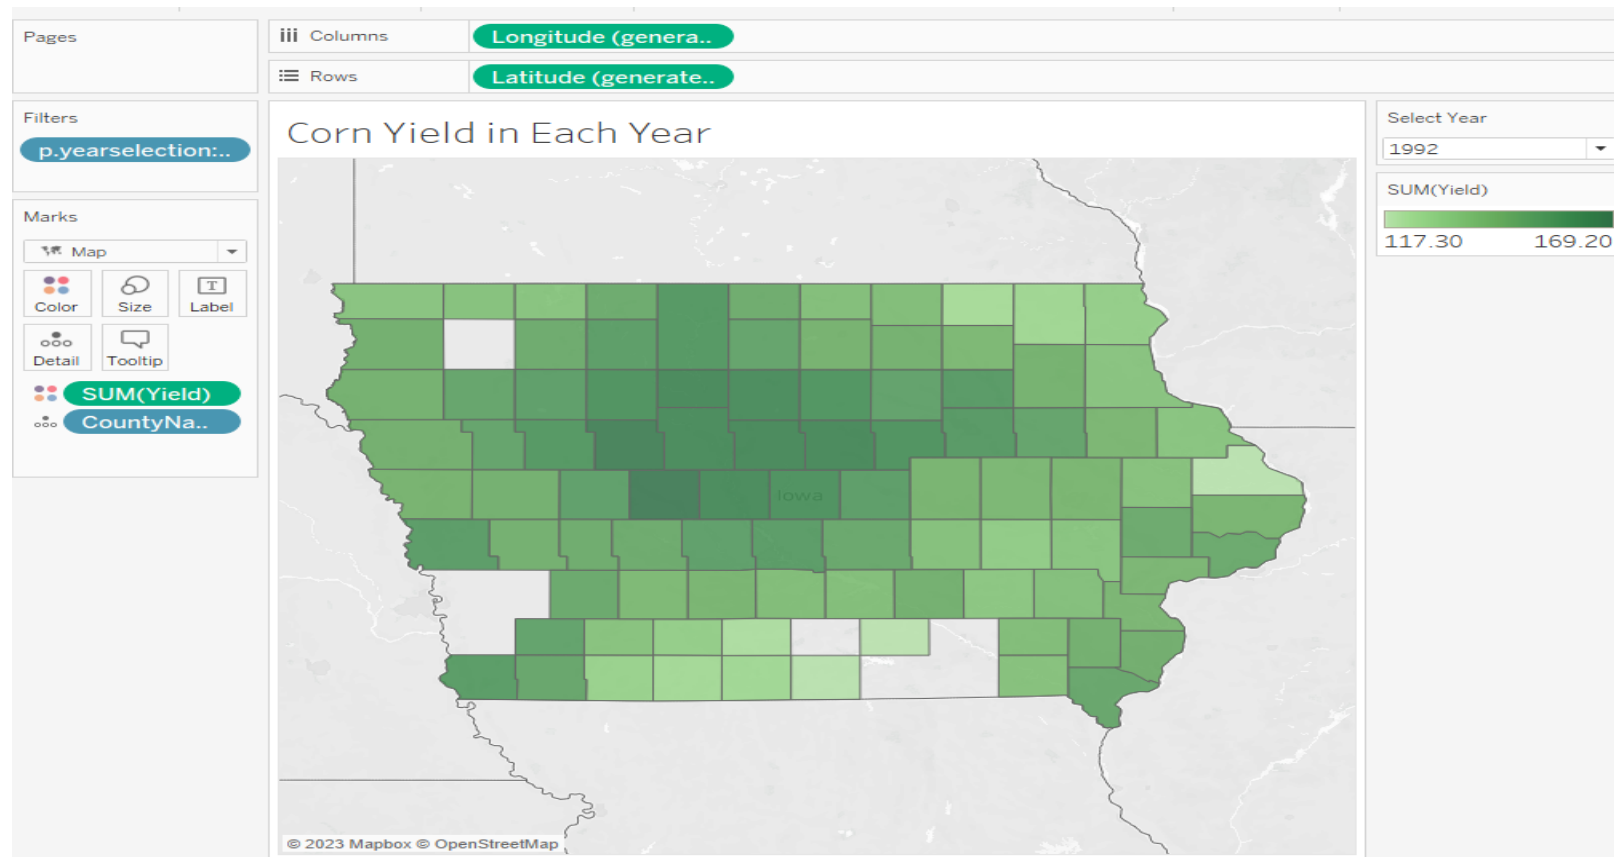 Pages
Columns
Longitude (genera..
Rows
Latitude (generate..
Filters
p.yearselection:..
Corn Yield in Each Year
Select Year
1992
SUM(Yield)
117.30 169.20
Marks
Map
Color Size Label
T
Detail Tooltip
SUM(Yield)
CountyNa..
Iowa
© 2023 Mapbox © OpenStreetMap